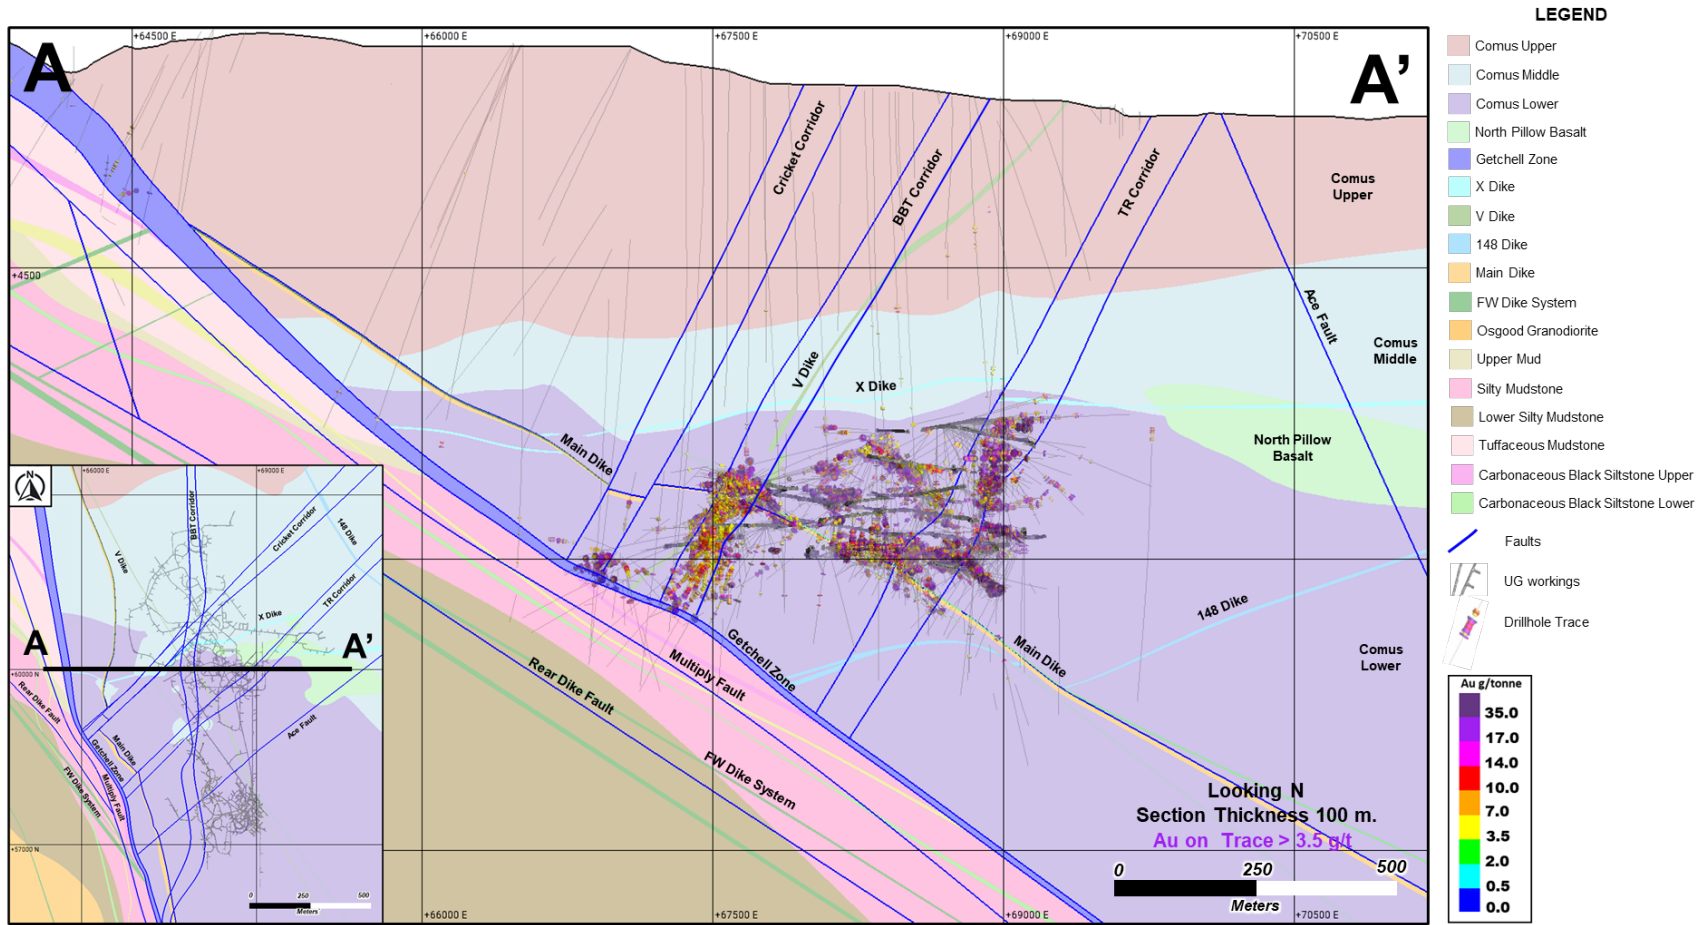 LEGEND
Comus Upper
Comus Middle
Comus Lower
North Pillow Basalt
Getchell Zone
X Dike
V Dike
148 Dike
Main Dike
FW Dike System
Osgood Granodiorite
Upper Mud
Silty Mudstone
Lower Silty Mudstone
Tuffaceous Mudstone
Carbonaceous Black Siltstone Upper
Carbonaceous Black Siltstone Lower
Faults
UG workings
Drillhole Trace
Au g/tonne
35.0
17.0
14.0
10.0
7.0
3.5
2.0
0.5
0.0
+64500 E
+66000 E
+67500 E
+69000 E
+70500 E
A
A’
Cricket Corridor
BBT Corridor
TR Corridor
Comus
Upper
+4500
Ace Fault
Comus
Middle
V Dike
X Dike
Main Dike
North Pillow
Basalt
148 Dike
Comus
Lower
Getchell Zone
Multiply Fault
Rear Dike Fault
FW Dike System
Main Dike
Looking N
Section Thickness 100 m.
Au on Trace > 3.5 g/t
0
250
500
Meters
+66000 E
+67500 E
+69000 E
+70500 E
N
+66000 E
+69000 E
BBT Corridor
Cricket Corridor
148 Dike
V Dike
TR Corridor
X Dike
A
A’
+60000 N
Rear Dike Fault
Ace Fault
Main Dike
Getchell Zone
Multiply Fault
FW Dike System
+57000 N
0
250
500
Meters